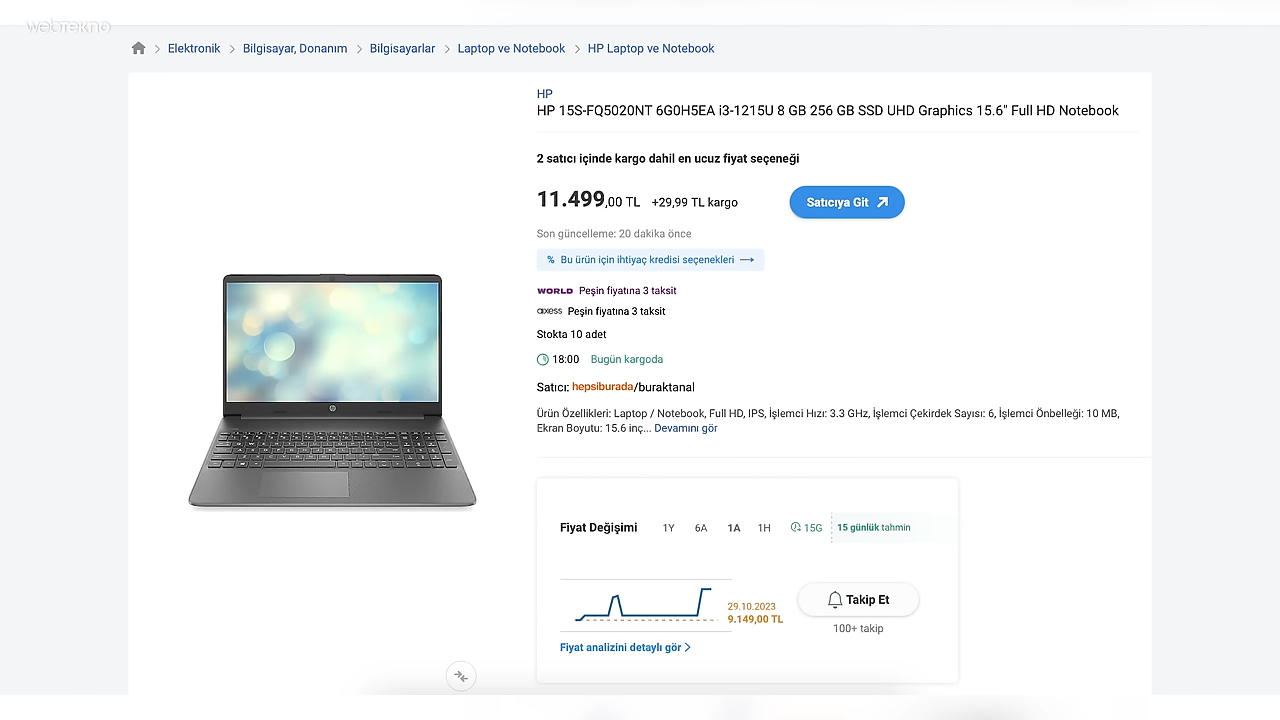 webtekno
Elektronik
Bilgisayar, Donanım
Bilgisayarlar
Laptop ve Notebook
HP Laptop ve Notebook
HP
HP 15S-FQ5020NT 6G0H5EA i3-1215U 8 GB 256 GB SSD UHD Graphics 15.6" Full HD Notebook
2 satıcı içinde kargo dahil en ucuz fiyat seçeneği
11.499,00 TL +29,99 TL kargo
Satıcıya Git
Son güncelleme: 20 dakika önce
% Bu ürün için ihtiyaç kredisi seçenekleri
WORLD Peşin fiyatına 3 taksit
axess Peşin fiyatına 3 taksit
Stokta 10 adet
18:00 Bugün kargoda
Satıcı: hepsiburada/buraktanal
Ürün Özellikleri: Laptop / Notebook, Full HD, IPS, İşlemci Hızı: 3.3 GHz, İşlemci Çekirdek Sayısı: 6, İşlemci Önbelleği: 10 MB,
Ekran Boyutu: 15.6 inç... Devamını gör
Fiyat Değişimi 1Y 6A 1A 1H 15G 15 günlük tahmin
29.10.2023
9.149,00 TL
Takip Et
100+ takip
Fiyat analizini detaylı gör